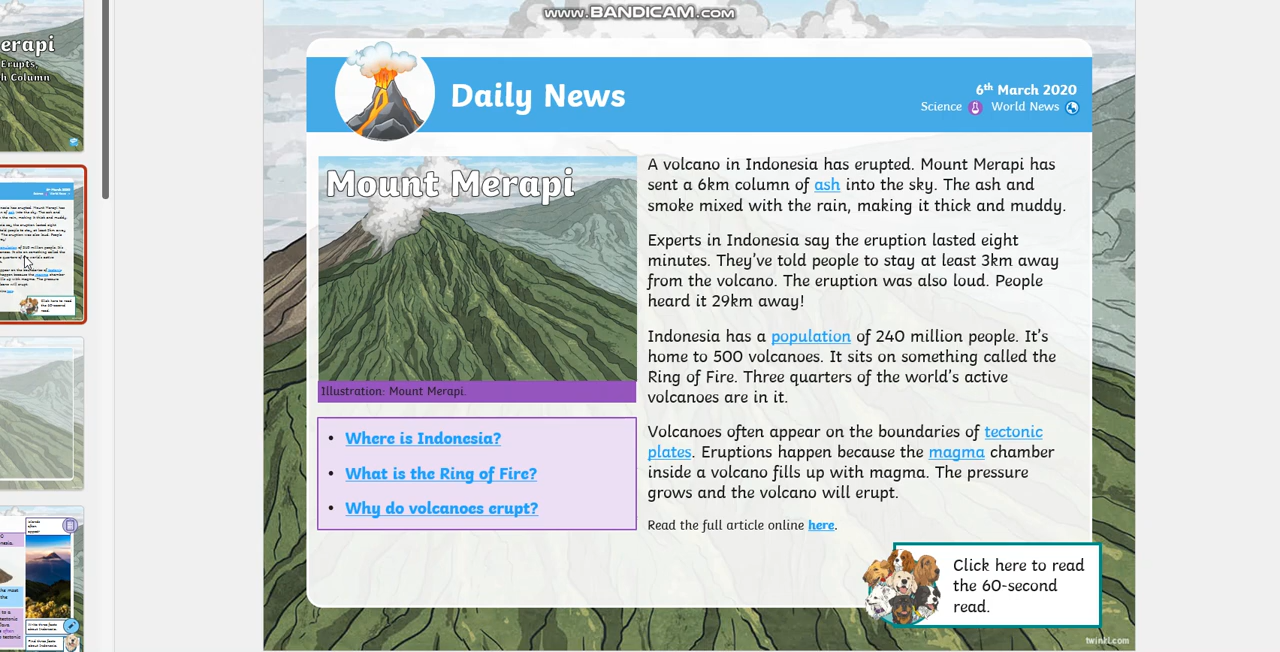 www.BANDICAM.com
erapi
Erupts,
h Column
Daily News
6th March 2020
Science World News
Mount Merapi
Illustration: Mount Merapi.
• Where is Indonesia?
• What is the Ring of Fire?
• Why do volcanoes erupt?
A volcano in Indonesia has erupted. Mount Merapi has
sent a 6km column of ash into the sky. The ash and
smoke mixed with the rain, making it thick and muddy.
Experts in Indonesia say the eruption lasted eight
minutes. They've told people to stay at least 3km away
from the volcano. The eruption was also loud. People
heard it 29km away!
Indonesia has a population of 240 million people. It's
home to 500 volcanoes. It sits on something called the
Ring of Fire. Three quarters of the world's active
volcanoes are in it.
Volcanoes often appear on the boundaries of tectonic
plates. Eruptions happen because the magma chamber
inside a volcano fills up with magma. The pressure
grows and the volcano will erupt.
Read the full article online here.
Click here to read
the 60-second
read.
twinkl.com